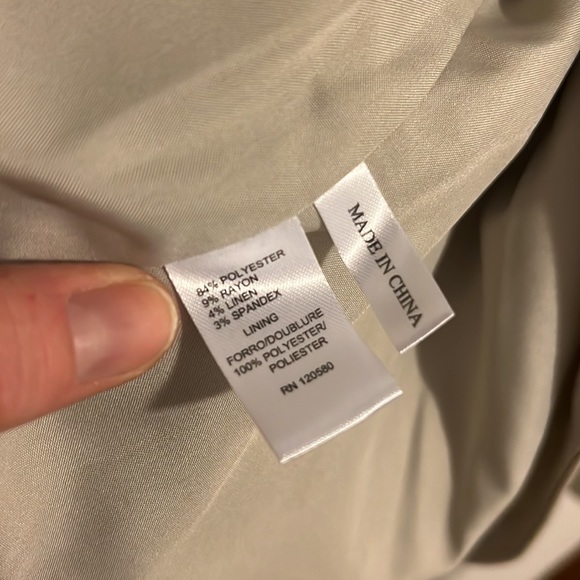 84% POLYESTER
9% RAYON
4% LINEN
3% SPANDEX
LINING
FORRO/DOUBLURE
100% POLYESTER/
POLIESTER
RN 120580
MADE IN CHINA